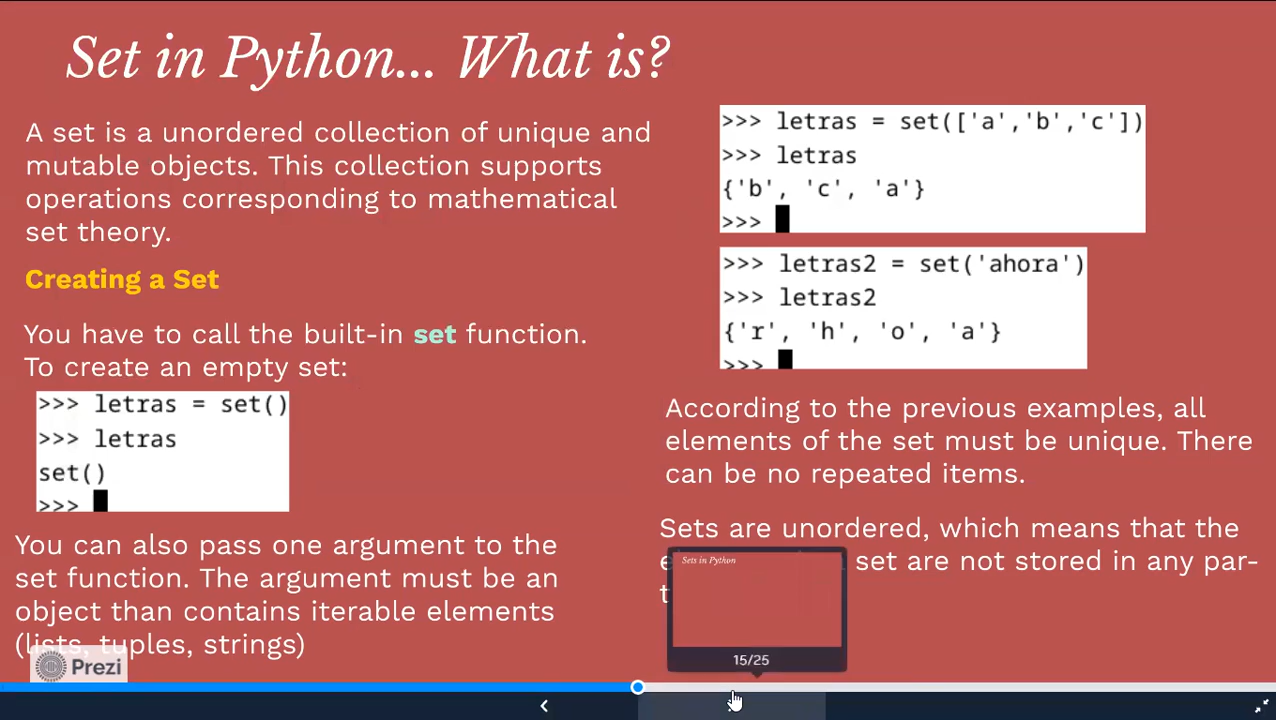 Set in Python... What is?
A set is a unordered collection of unique and
mutable objects. This collection supports
operations corresponding to mathematical
set theory.
Creating a Set
You have to call the built-in set function.
To create an empty set:
>>> letras = set()
>>> letras
set()
>>>
You can also pass one argument to the
set function. The argument must be an
object than contains iterable elements
(lists, tuples, strings)
>>> letras = set(['a','b','c'])
>>> letras
{'b', 'c', 'a'}
>>>
>>> letras2 = set('ahora')
>>> letras2
{'r', 'h', 'o', 'a'}
>>>
According to the previous examples, all
elements of the set must be unique. There
can be no repeated items.
Sets are unordered, which means that the
set are not stored in any par-
Sets in Python
15/25
Prezi